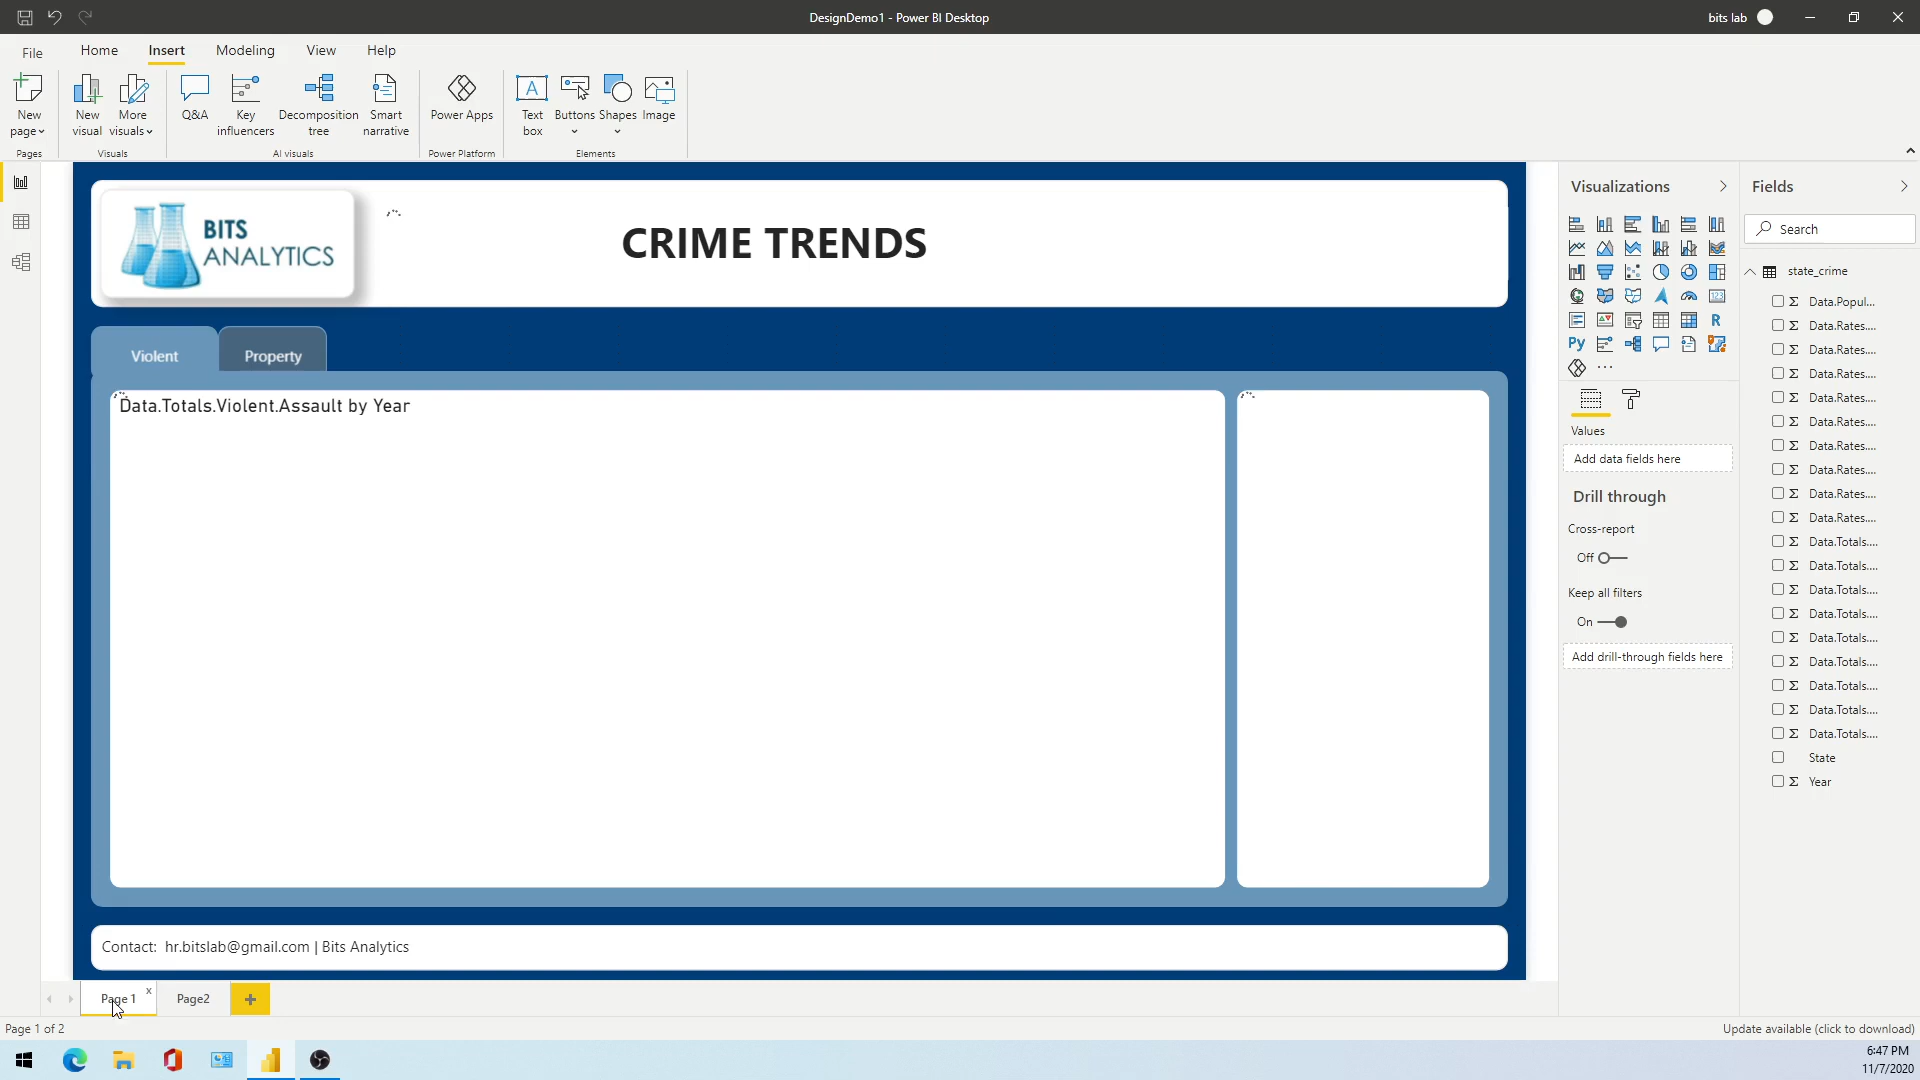 DesignDemo1 - Power BI Desktop
bits lab
File
Home
Insert
Modeling
View
Help
New
page
New
visual
More
visuals
Q&A
Key
influencers
Decomposition
tree
Smart
narrative
Power Apps
Text
box
Buttons
Shapes
Image
Pages
Visuals
AI visuals
Power Platform
Elements
BITS
ANALYTICS
CRIME TRENDS
Violent
Property
Data.Totals.Violent.Assault by Year
Contact: hr.bitslab@gmail.com | Bits Analytics
Visualizations
R
Py
123
Values
Add data fields here
Drill through
Cross-report
Off
Keep all filters
On
Add drill-through fields here
Fields
Search
state_crime
Data.Popul...
Data.Rates....
Data.Rates....
Data.Rates....
Data.Rates....
Data.Rates....
Data.Rates....
Data.Rates....
Data.Rates....
Data.Rates....
Data.Totals....
Data.Totals....
Data.Totals....
Data.Totals....
Data.Totals....
Data.Totals....
Data.Totals....
Data.Totals....
Data.Totals....
State
Year
Page 1
x
Page2
Page 1 of 2
Update available (click to download)
6:47 PM
11/7/2020